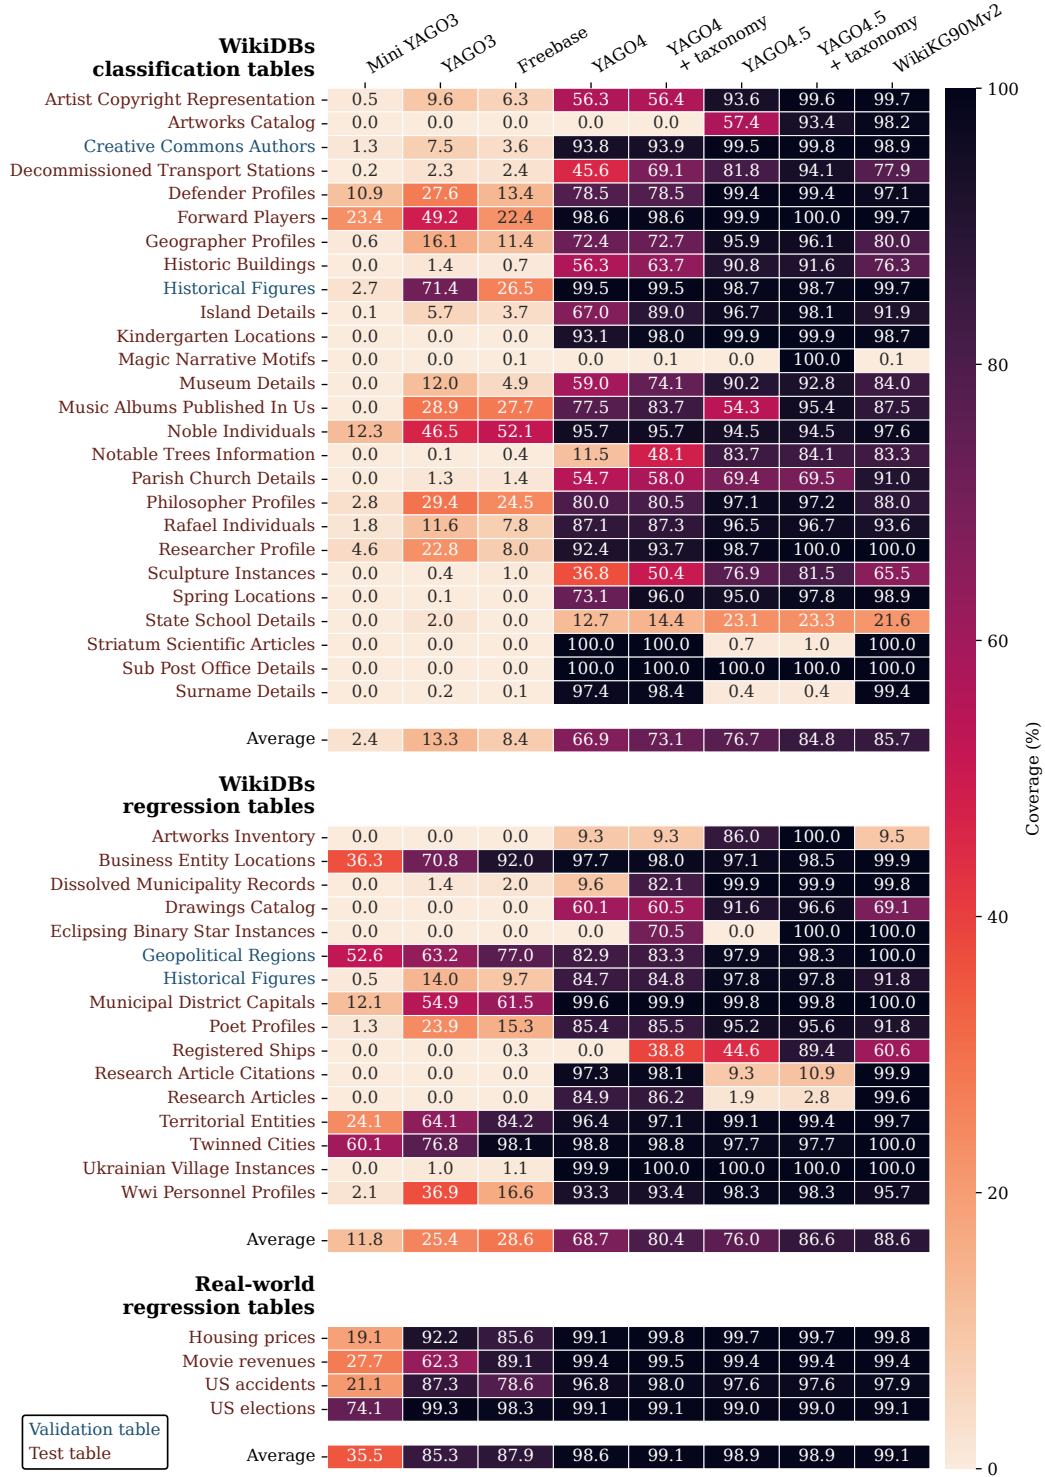 WikiDBs
classification tables
Mini YAGO3 YAGO3 Freebase YAGO4 YAGO4 + taxonomy YAGO4.5 YAGO4.5 + taxonomy WikiKG90Mv2
Artist Copyright Representation 0.5 9.6 6.3 56.3 56.4 93.6 99.6 99.7
Artworks Catalog 0.0 0.0 0.0 0.0 0.0 57.4 93.4 98.2
Creative Commons Authors 1.3 7.5 3.6 93.8 93.9 99.5 99.8 98.9
Decommissioned Transport Stations 0.2 2.3 2.4 45.6 69.1 81.8 94.1 77.9
Defender Profiles 10.9 27.6 13.4 78.5 78.5 99.4 99.4 97.1
Forward Players 23.4 49.2 22.4 98.6 98.6 99.9 100.0 99.7
Geographer Profiles 0.6 16.1 11.4 72.4 72.7 95.9 96.1 80.0
Historic Buildings 0.0 1.4 0.7 56.3 63.7 90.8 91.6 76.3
Historical Figures 2.7 71.4 26.5 99.5 99.5 98.7 98.7 99.7
Island Details 0.1 5.7 3.7 67.0 89.0 96.7 98.1 91.9
Kindergarten Locations 0.0 0.0 0.0 93.1 98.0 99.9 99.9 98.7
Magic Narrative Motifs 0.0 0.0 0.1 0.0 0.1 0.0 100.0 0.1
Museum Details 0.0 12.0 4.9 59.0 74.1 90.2 92.8 84.0
Music Albums Published In Us 0.0 28.9 27.7 77.5 83.7 54.3 95.4 87.5
Noble Individuals 12.3 46.5 52.1 95.7 95.7 94.5 94.5 97.6
Notable Trees Information 0.0 0.1 0.4 11.5 48.1 83.7 84.1 83.3
Parish Church Details 0.0 1.3 1.4 54.7 58.0 69.4 69.5 91.0
Philosopher Profiles 2.8 29.4 24.5 80.0 80.5 97.1 97.2 88.0
Rafael Individuals 1.8 11.6 7.8 87.1 87.3 96.5 96.7 93.6
Researcher Profile 4.6 22.8 8.0 92.4 93.7 98.7 100.0 100.0
Sculpture Instances 0.0 0.4 1.0 36.8 50.4 76.9 81.5 65.5
Spring Locations 0.0 0.1 0.0 73.1 96.0 95.0 97.8 98.9
State School Details 0.0 2.0 0.0 12.7 14.4 23.1 23.3 21.6
Striatum Scientific Articles 0.0 0.0 0.0 100.0 100.0 0.7 1.0 100.0
Sub Post Office Details 0.0 0.0 0.0 100.0 100.0 100.0 100.0 100.0
Surname Details 0.0 0.2 0.1 97.4 98.4 0.4 0.4 99.4
Average 2.4 13.3 8.4 66.9 73.1 76.7 84.8 85.7
WikiDBs
regression tables
Artworks Inventory 0.0 0.0 0.0 9.3 9.3 86.0 100.0 9.5
Business Entity Locations 36.3 70.8 92.0 97.7 98.0 97.1 98.5 99.9
Dissolved Municipality Records 0.0 1.4 2.0 9.6 82.1 99.9 99.9 99.8
Drawings Catalog 0.0 0.0 0.0 60.1 60.5 91.6 96.6 69.1
Eclipsing Binary Star Instances 0.0 0.0 0.0 0.0 70.5 0.0 100.0 100.0
Geopolitical Regions 52.6 63.2 77.0 82.9 83.3 97.9 98.3 100.0
Historical Figures 0.5 14.0 9.7 84.7 84.8 97.8 97.8 91.8
Municipal District Capitals 12.1 54.9 61.5 99.6 99.9 99.8 99.8 100.0
Poet Profiles 1.3 23.9 15.3 85.4 85.5 95.2 95.6 91.8
Registered Ships 0.0 0.0 0.3 0.0 38.8 44.6 89.4 60.6
Research Article Citations 0.0 0.0 0.0 97.3 98.1 9.3 10.9 99.9
Research Articles 0.0 0.0 0.0 84.9 86.2 1.9 2.8 99.6
Territorial Entities 24.1 64.1 84.2 96.4 97.1 99.1 99.4 99.7
Twinned Cities 60.1 76.8 98.1 98.8 98.8 97.7 97.7 100.0
Ukrainian Village Instances 0.0 1.0 1.1 99.9 100.0 100.0 100.0 100.0
Wwi Personnel Profiles 2.1 36.9 16.6 93.3 93.4 98.3 98.3 95.7
Average 11.8 25.4 28.6 68.7 80.4 76.0 86.6 88.6
Real-world
regression tables
Housing prices 19.1 92.2 85.6 99.1 99.8 99.7 99.7 99.8
Movie revenues 27.7 62.3 89.1 99.4 99.5 99.4 99.4 99.4
US accidents 21.1 87.3 78.6 96.8 98.0 97.6 97.6 97.9
US elections 74.1 99.3 98.3 99.1 99.1 99.0 99.0 99.1
Average 35.5 85.3 87.9 98.6 99.1 98.9 98.9 99.1
Validation table
Test table
100
80
60
40
20
0
Coverage (%)